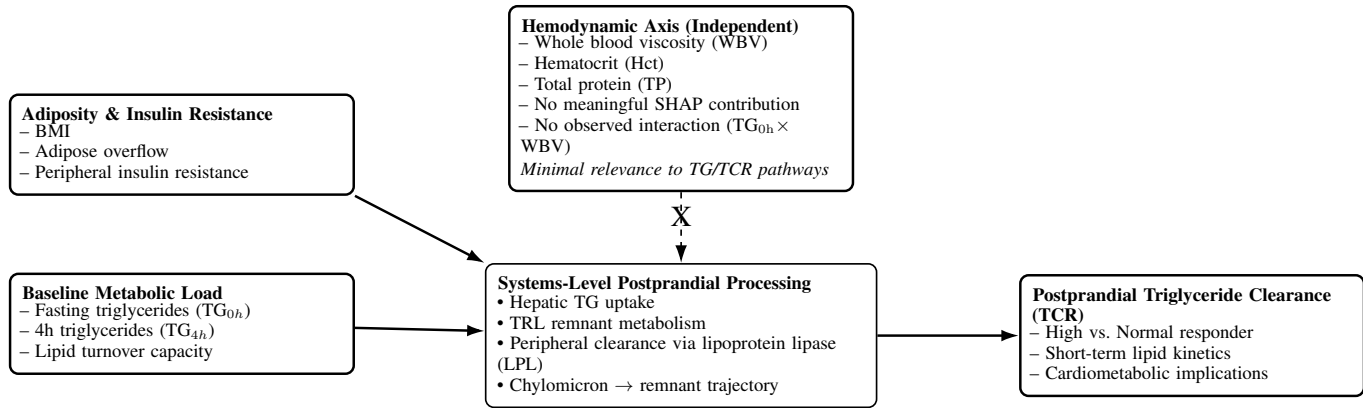 Hemodynamic Axis (Independent)
– Whole blood viscosity (WBV)
– Hematocrit (Hct)
– Total protein (TP)
– No meaningful SHAP contribution
– No observed interaction (TG0h×
WBV)
Minimal relevance to TG/TCR pathways
Adiposity & Insulin Resistance
– BMI
– Adipose overflow
– Peripheral insulin resistance
X
Baseline Metabolic Load
– Fasting triglycerides (TG0h)
– 4h triglycerides (TG4h)
– Lipid turnover capacity
Systems-Level Postprandial Processing
• Hepatic TG uptake
• TRL remnant metabolism
• Peripheral clearance via lipoprotein lipase
(LPL)
• Chylomicron → remnant trajectory
Postprandial Triglyceride Clearance
(TCR)
– High vs. Normal responder
– Short-term lipid kinetics
– Cardiometabolic implications